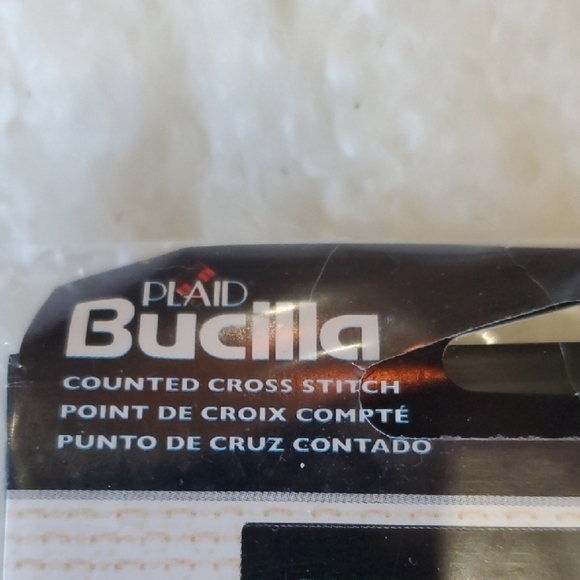 PLAID
Bucilla
COUNTED CROSS STITCH
POINT DE CROIX COMPTÉ
PUNTO DE CRUZ CONTADO